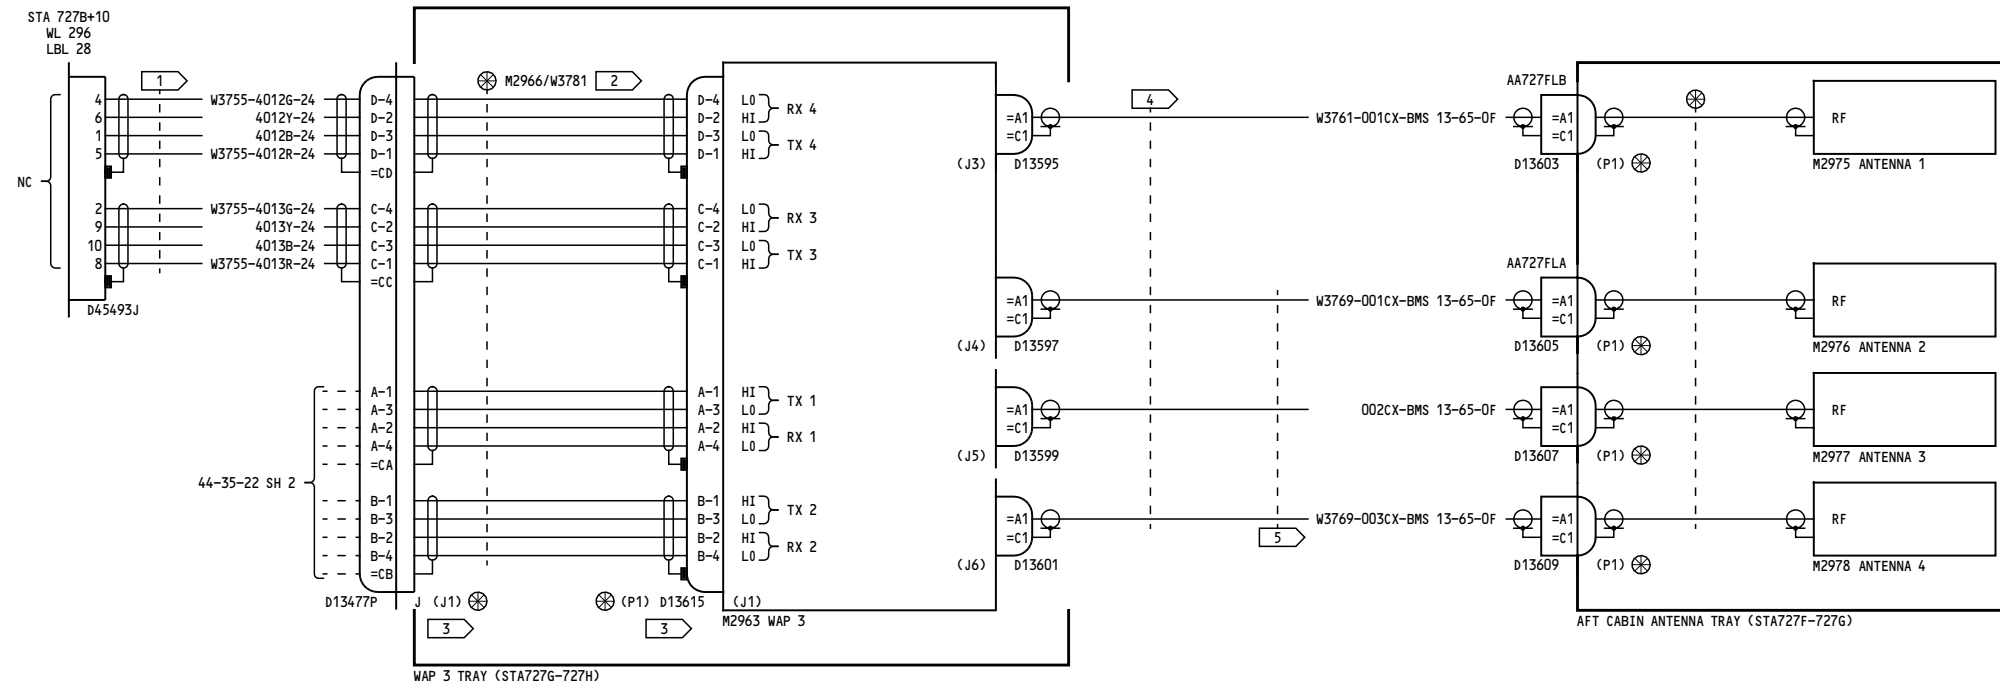 STA 727B+10
WL 296
LBL 28
1
4 W3755-4012G-24 D-4
6 4012Y-24 D-2
1 4012B-24 D-3
5 W3755-4012R-24 D-1
=CD
NC
2 W3755-4013G-24 C-4
9 4013Y-24 C-2
10 4013B-24 C-3
8 W3755-4013R-24 C-1
=CC
D45493J
A-1
A-3
A-2
A-4
=CA
44-35-22 SH 2
B-1
B-3
B-2
B-4
=CB
D13477P
J (J1)
3
M2966/W3781 2
D-4 LO
D-2 HI
RX 4
D-3 LO
D-1 HI
TX 4
C-4 LO
C-2 HI
RX 3
C-3 LO
C-1 HI
TX 3
A-1 HI
A-3 LO
TX 1
A-2 HI
A-4 LO
RX 1
B-1 HI
B-3 LO
TX 2
B-2 HI
B-4 LO
RX 2
(P1) D13615 (J1)
3
M2963 WAP 3
WAP 3 TRAY (STA727G-727H)
=A1
=C1
(J3) D13595
=A1
=C1
(J4) D13597
=A1
=C1
(J5) D13599
=A1
=C1
(J6) D13601
4
5
W3761-001CX-BMS 13-65-0F
W3769-001CX-BMS 13-65-0F
002CX-BMS 13-65-0F
W3769-003CX-BMS 13-65-0F
AA727FLB
=A1
=C1
D13603 (P1)
AA727FLA
=A1
=C1
D13605 (P1)
=A1
=C1
D13607 (P1)
=A1
=C1
D13609 (P1)
RF
M2975 ANTENNA 1
RF
M2976 ANTENNA 2
RF
M2977 ANTENNA 3
RF
M2978 ANTENNA 4
AFT CABIN ANTENNA TRAY (STA727F-727G)